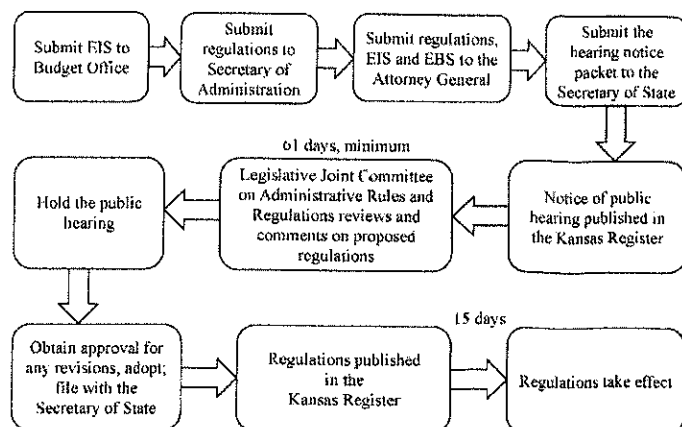 Submit EIS to
Budget Office
Submit
regulations to
Secretary of
Administration
Submit regulations,
EIS and EBS to the
Attorney General
Submit the
hearing notice
packet to the
Secretary of State
Notice of public
hearing published in
the Kansas Register
61 days, minimum
Legislative Joint Committee
on Administrative Rules and
Regulations reviews and
comments on proposed
regulations
Hold the public
hearing
Obtain approval for
any revisions, adopt;
file with the
Secretary of State
Regulations published
in the
Kansas Register
15 days
Regulations take effect